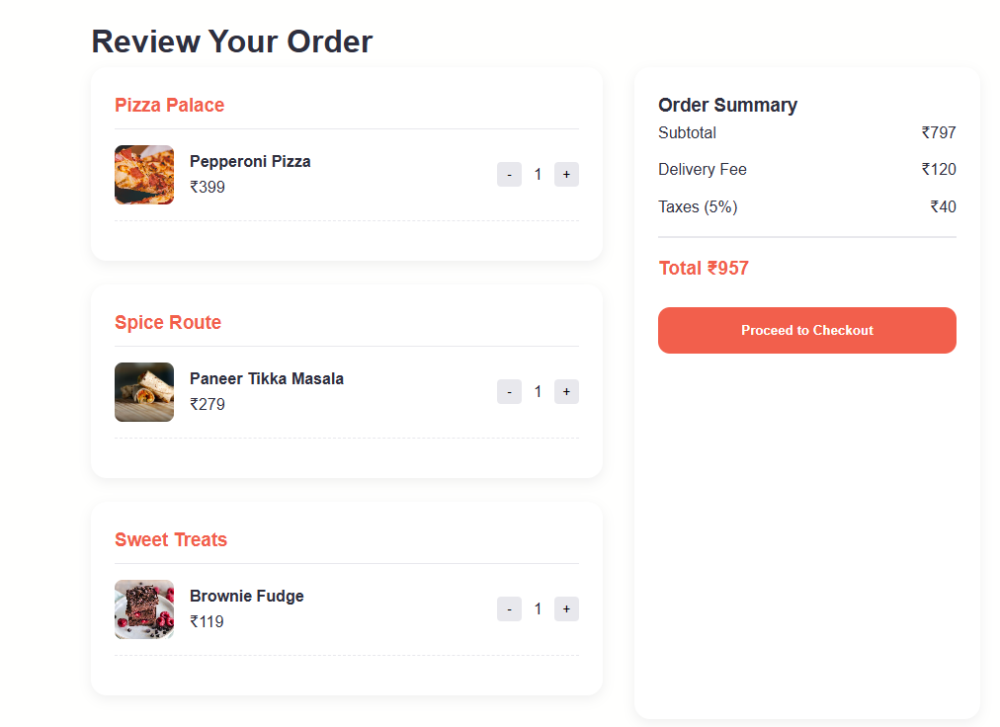 Review Your Order
Pizza Palace
Pepperoni Pizza
₹399
- 1 +
Spice Route
Paneer Tikka Masala
₹279
- 1 +
Sweet Treats
Brownie Fudge
₹119
- 1 +
Order Summary
Subtotal ₹797
Delivery Fee ₹120
Taxes (5%) ₹40
Total ₹957
Proceed to Checkout